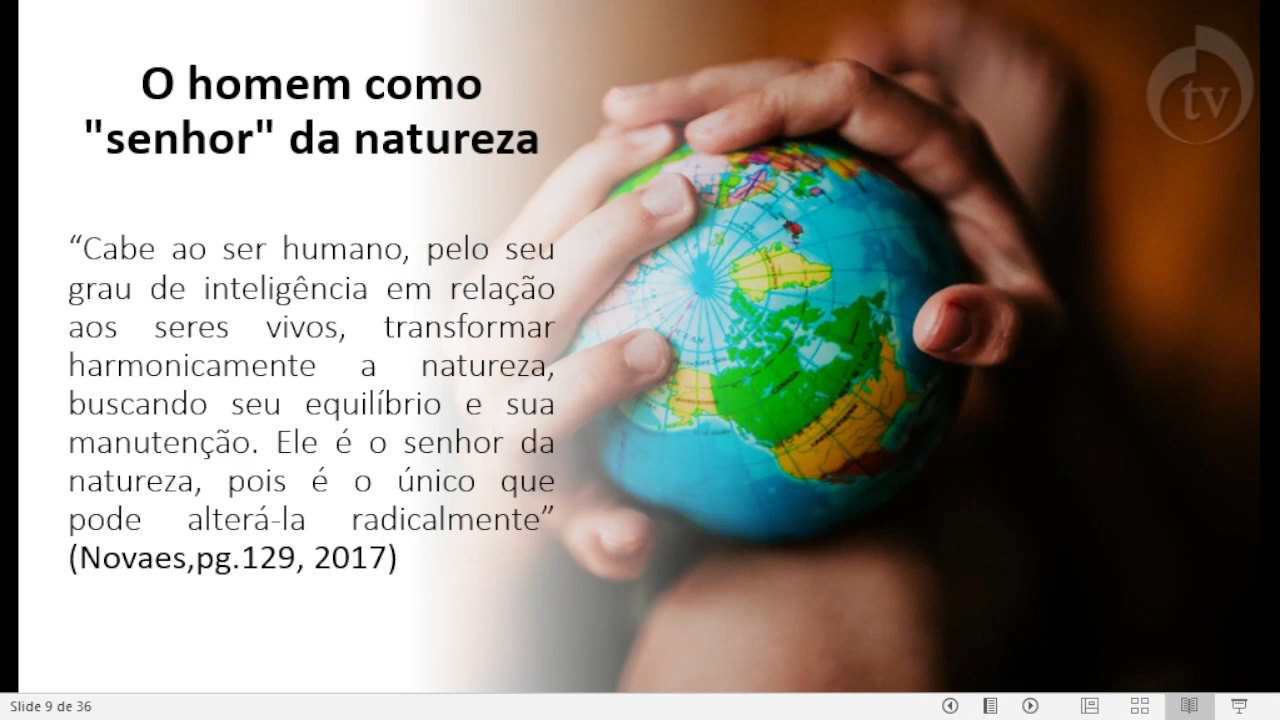 O homem como
"senhor" da natureza
“Cabe ao ser humano, pelo seu
grau de inteligência em relação
aos seres vivos, transformar
harmonicamente a natureza,
buscando seu equilíbrio e sua
manutenção. Ele é o senhor da
natureza, pois é o único que
pode alterá-la radicalmente”
(Novaes,pg.129, 2017)
tv
Slide 9 de 36